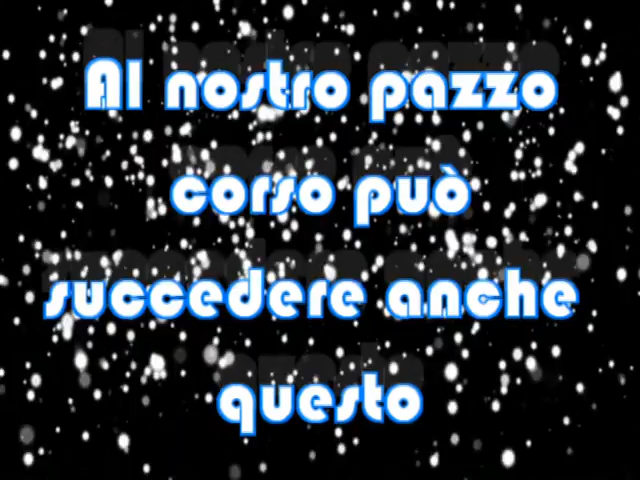 Al nostro pazzo
corso può
succedere anche
questo